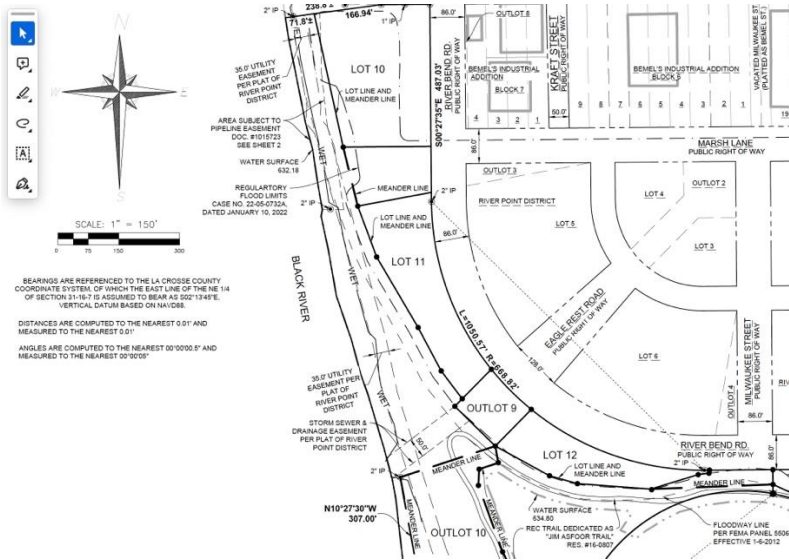 N
W
E
S
SCALE: 1" = 150'
0 75 150 300
BEARINGS ARE REFERENCED TO THE LA CROSSE COUNTY
COORDINATE SYSTEM, OF WHICH THE EAST LINE OF THE NE 1/4
OF SECTION 31-16-7 IS ASSUMED TO BEAR AS S02°13'45"E.
VERTICAL DATUM BASED ON NAVD88.
DISTANCES ARE COMPUTED TO THE NEAREST 0.01' AND
MEASURED TO THE NEAREST 0.01'
ANGLES ARE COMPUTED TO THE NEAREST 00°00'00.5" AND
MEASURED TO THE NEAREST 00°00'05"
2" IP
166.94'
71.8'±
1" IP
35.0' UTILITY
EASEMENT
PER PLAT OF
RIVER POINT
DISTRICT
LOT 10
LOT LINE AND
MEANDER LINE
AREA SUBJECT TO
PIPELINE EASEMENT
DOC. #1015723
SEE SHEET 2
WET
WATER SURFACE
632.18
REGULARTORY
FLOOD LIMITS
CASE NO. 22-05-0732A,
DATED JANUARY 10, 2022
2" IP
MEANDER LINE
2" IP
LOT LINE AND
MEANDER LINE
LOT 11
WET
BLACK RIVER
S00°27'35"E 487.03'
RIVER BEND RD.
PUBLIC RIGHT OF WAY
86.0'
OUTLOT 8
BEMEL'S INDUSTRIAL
ADDITION
BLOCK 7
4 3 2 1
KRAFT STREET
PUBLIC RIGHT OF WAY
50.0'
BEMEL'S INDUSTRIAL ADDITION
BLOCK 6
9 8 7 6 5 4 3 2 1
VACATED MILWAUKEE ST.
(PLATTED AS BEMEL ST.)
86.0'
MARSH LANE
PUBLIC RIGHT OF WAY
OUTLOT 3
RIVER POINT DISTRICT
LOT 5
86.0'
LOT 4
OUTLOT 2
LOT 3
EAGLE REST ROAD
PUBLIC RIGHT OF WAY
128.0'
L=1050.57' R=668.82'
LOT 6
OUTLOT 4
MILWAUKEE STREET
PUBLIC RIGHT OF WAY
86.0'
35.0' UTILITY
EASEMENT PER
PLAT OF
RIVER POINT
DISTRICT
WET
STORM SEWER &
DRAINAGE EASEMENT
PER PLAT OF RIVER
POINT DISTRICT
50.0'
2" IP
OUTLOT 9
LOT 12
MEANDER LINE
LOT LINE AND
MEANDER LINE
RIVER BEND RD.
PUBLIC RIGHT OF WAY
2" IP
86.0'
MEANDER LINE
N10°27'30"W
307.00'
MEANDER LINE
OUTLOT 10
MEANDER LINE
WATER SURFACE
634.80
REC TRAIL DEDICATED AS
"JIM ASFOOR TRAIL"
RES. #16-0807
FLOODWAY LINE
PER FEMA PANEL 5506
EFFECTIVE 1-6-2012